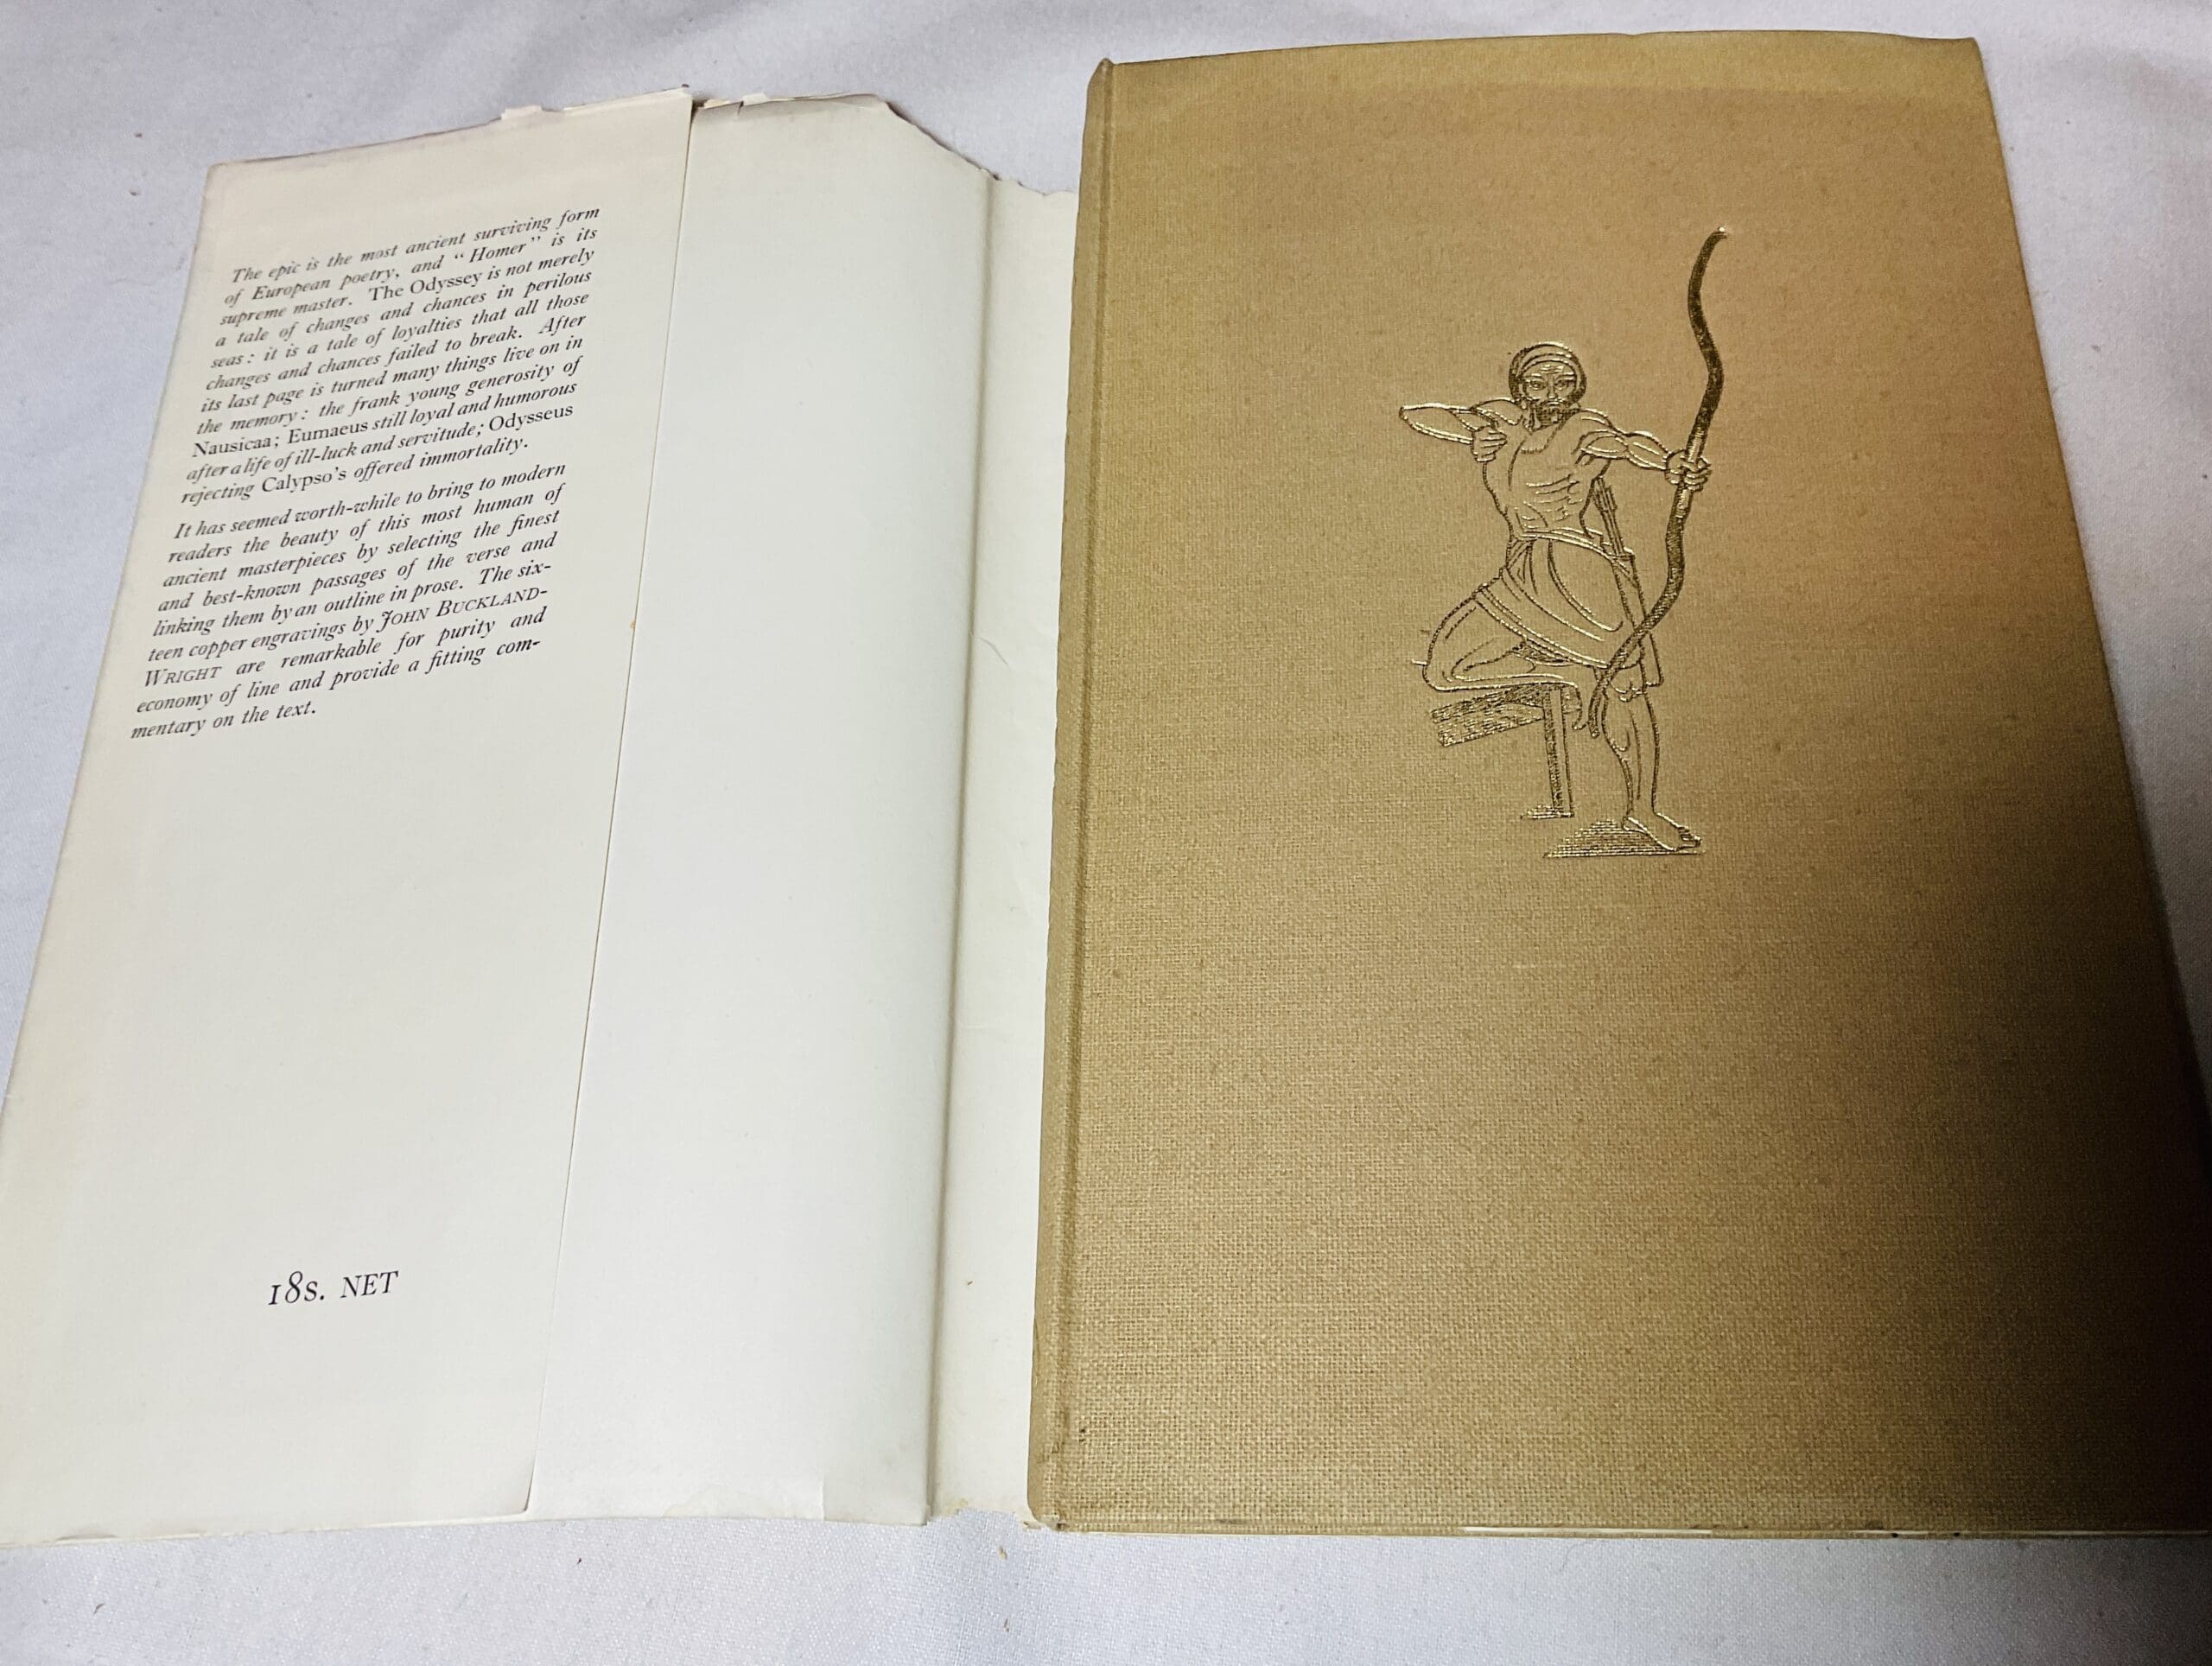 The epic is the most ancient surviving form
of European poetry, and “Homer” is its
supreme master. The Odyssey is not merely
a tale of changes and chances in perilous
seas: it is a tale of loyalties that all those
changes and chances failed to break. After
its last page is turned many things live on in
the memory: the frank young generosity of
Nausicaa; Eumaeus still loyal and humorous
after a life of ill-luck and servitude; Odysseus
rejecting Calypso’s offered immortality.
It has seemed worth-while to bring to modern
readers the beauty of this most human of
ancient masterpieces by selecting the finest
and best-known passages of the verse and
linking them by an outline in prose. The six-
teen copper engravings by JOHN BUCKLAND-
WRIGHT are remarkable for purity and
economy of line and provide a fitting com-
mentary on the text.
18s. NET